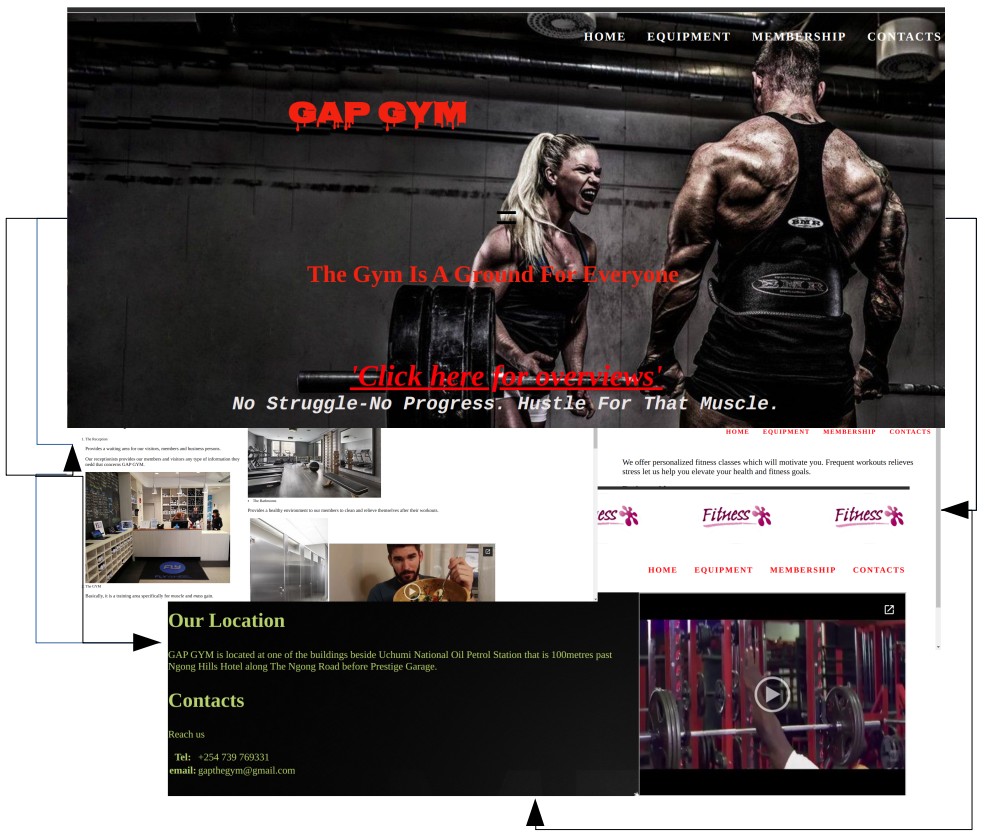 HOME EQUIPMENT MEMBERSHIP CONTACTS
GAP GYM
BMR
BMR
The Gym Is A Ground For Everyone
'Click here for overviews'
No Struggle-No Progress. Hustle For That Muscle.
1. The Reception
Provides a waiting area for our visitors, members and business persons.
Our receptionists provides our members and visitors any type of information they
nedd that concerns GAP GYM.
FLY
The GYM
Basically, it is a training area specifically for muscle and mass gain.
The Bathrooms
Provides a healthy environment to our members to clean and relieve themselves after their workouts.
HOME EQUIPMENT MEMBERSHIP CONTACTS
We offer personalized fitness classes which will motivate you. Frequent workouts relieves
stress let us help you elevate your health and fitness goals.
ess Fitness Fitness
HOME EQUIPMENT MEMBERSHIP CONTACTS
Our Location
GAP GYM is located at one of the buildings beside Uchumi National Oil Petrol Station that is 100metres past
Ngong Hills Hotel along The Ngong Road before Prestige Garage.
Contacts
Reach us
Tel: +254 739 769331
email: gapthegym@gmail.com